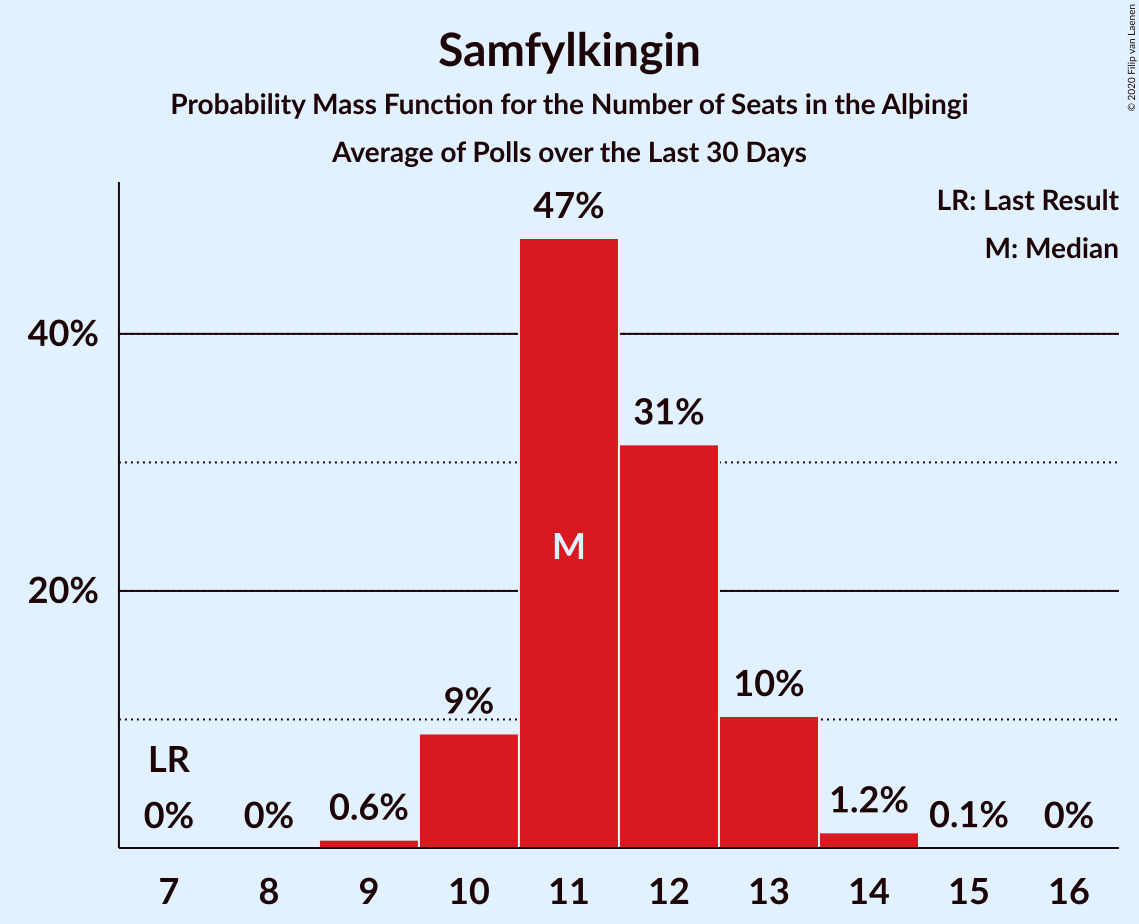 Samfylkingin
Probability Mass Function for the Number of Seats in the Alþingi
Average of Polls over the Last 30 Days
© 2020 Filip van Laenen
LR: Last Result
M: Median
47%
40%
31%
M
20%
10%
9%
LR
0% 0% 0.6% 1.2% 0.1% 0%
7 8 9 10 11 12 13 14 15 16